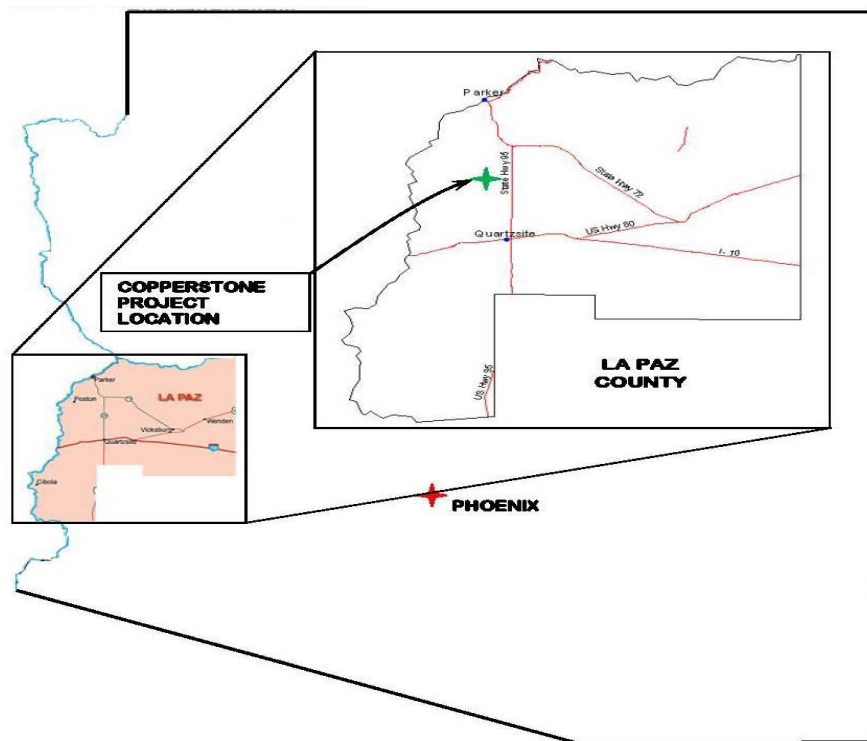 Parker
State Hwy 95
State Hwy 72
US Hwy 60
Quartzsite
I- 10
COPPERSTONE
PROJECT
LOCATION
LA PAZ
COUNTY
US Hwy 95
Parker
Poston
LA PAZ
Vicksburg
Wenden
Quartzsite
Cibola
PHOENIX